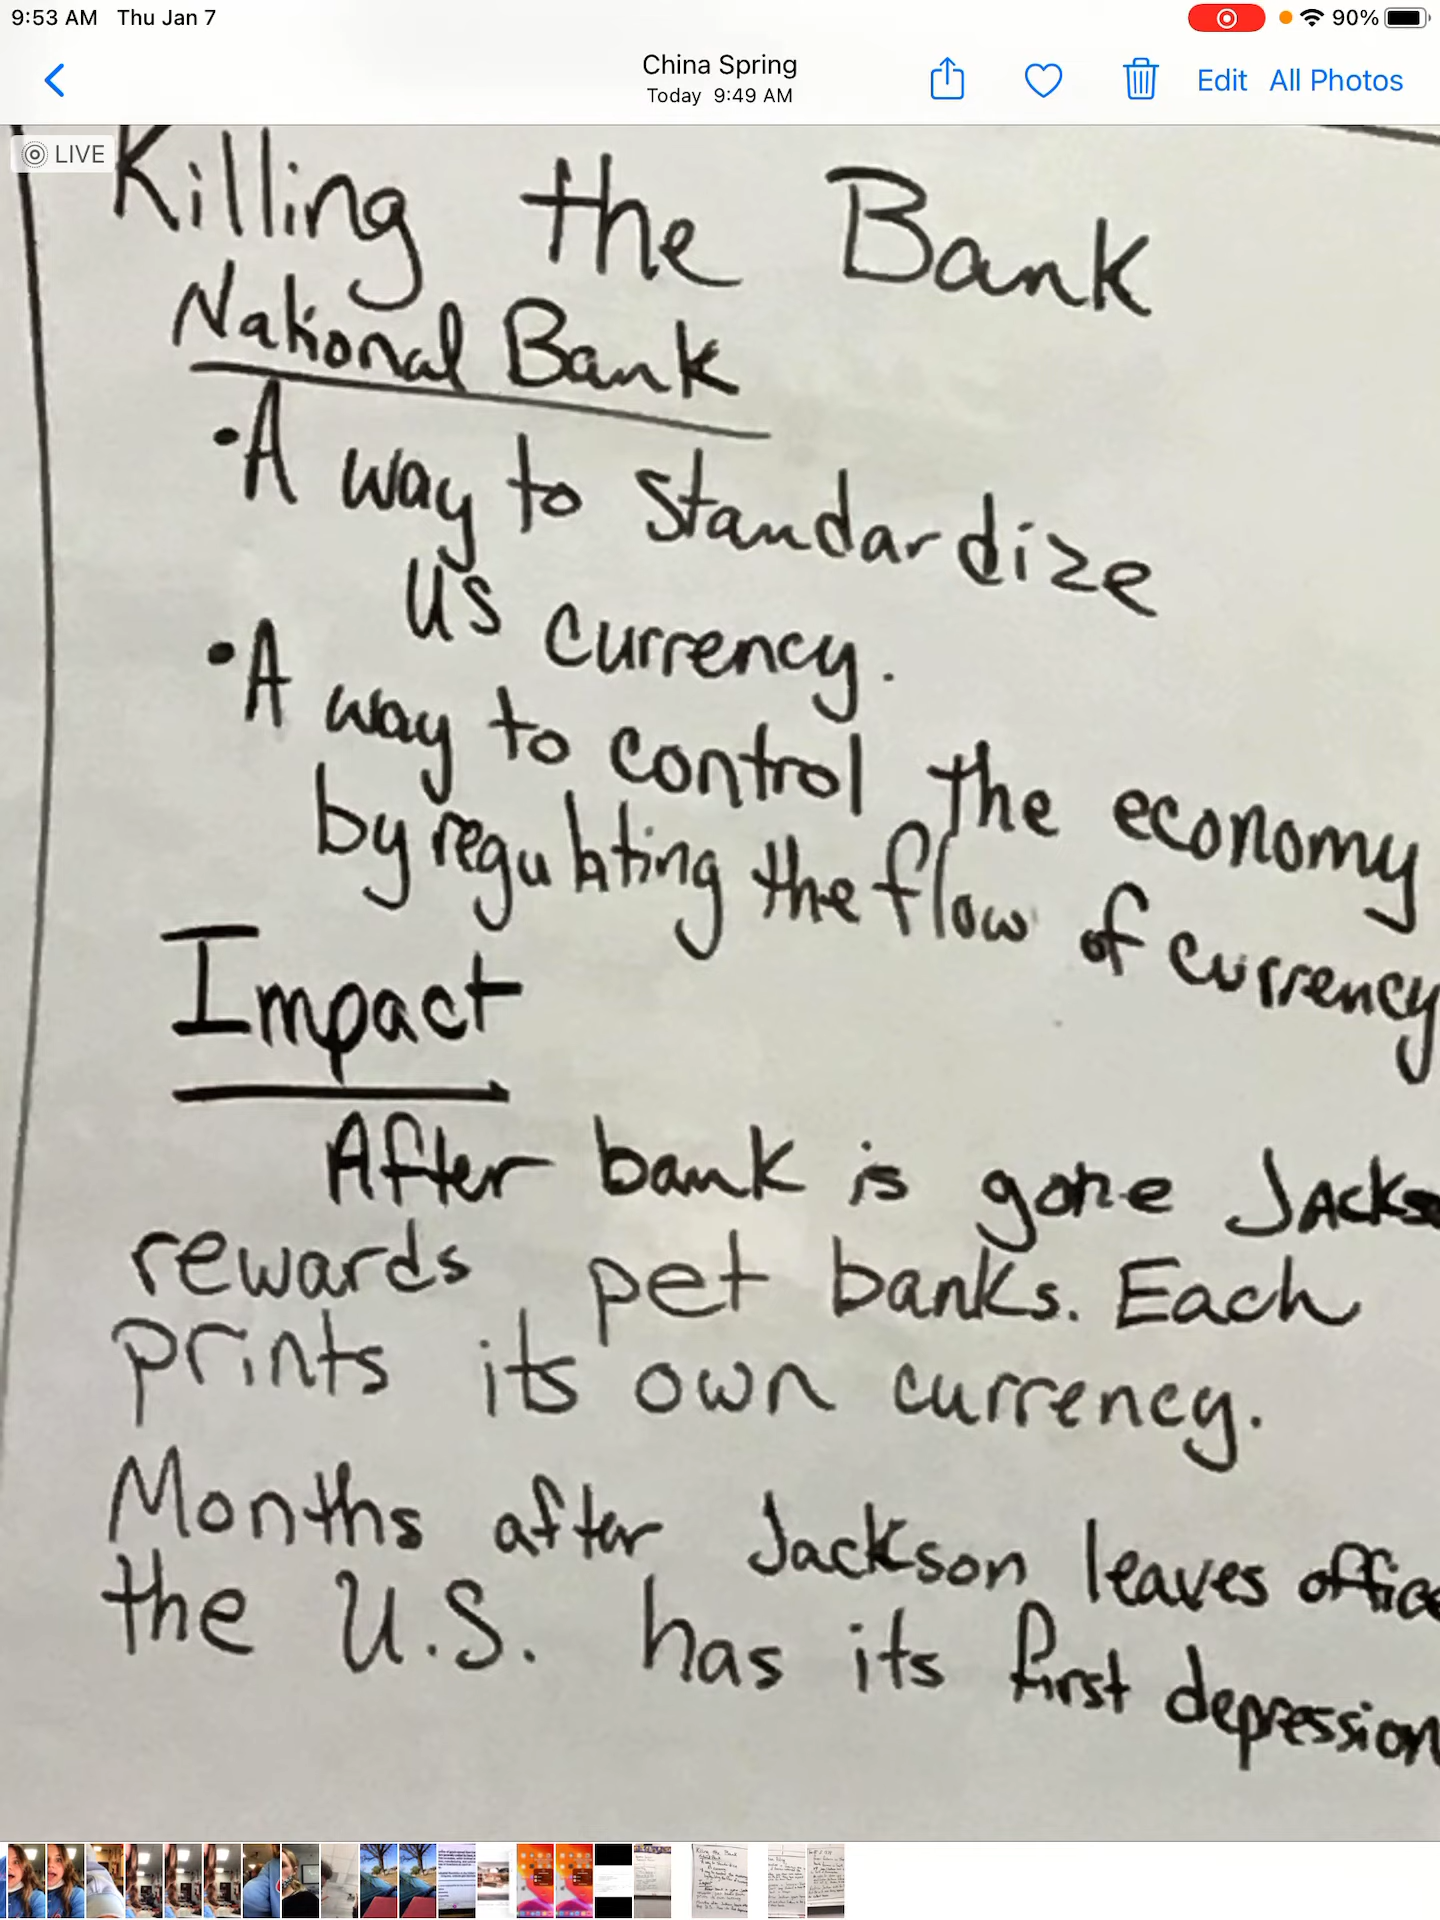 9:53 AM Thu Jan 7
90%
China Spring
Today 9:49 AM
Edit All Photos
LIVE
Killing the Bank
National Bank
•A way to standardize
US currency.
•A way to control the economy
by regulating the flow of currency
Impact
After bank is gone Jackso
rewards pet banks. Each
prints its own currency.
Months after Jackson leaves office
the U.S. has its first depression